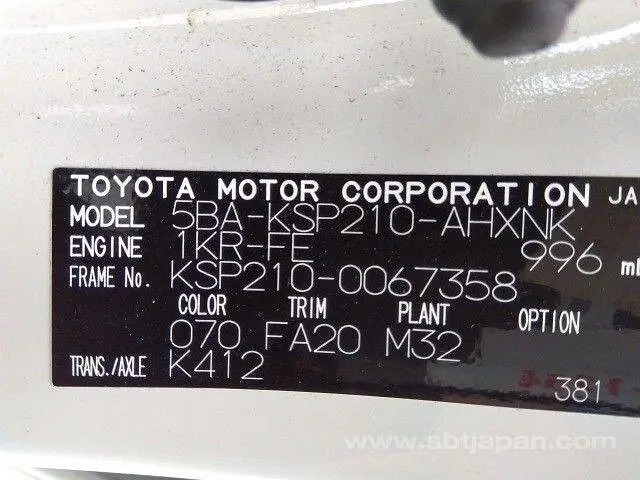 TOYOTA MOTOR CORPORATION JA
MODEL 5BA-KSP210-AHXNK
ENGINE 1KR-FE 996 m
FRAME No. KSP210-0067358
COLOR TRIM PLANT OPTION
070 FA20 M32
TRANS./AXLE K412
381
www.sbtjapan.com